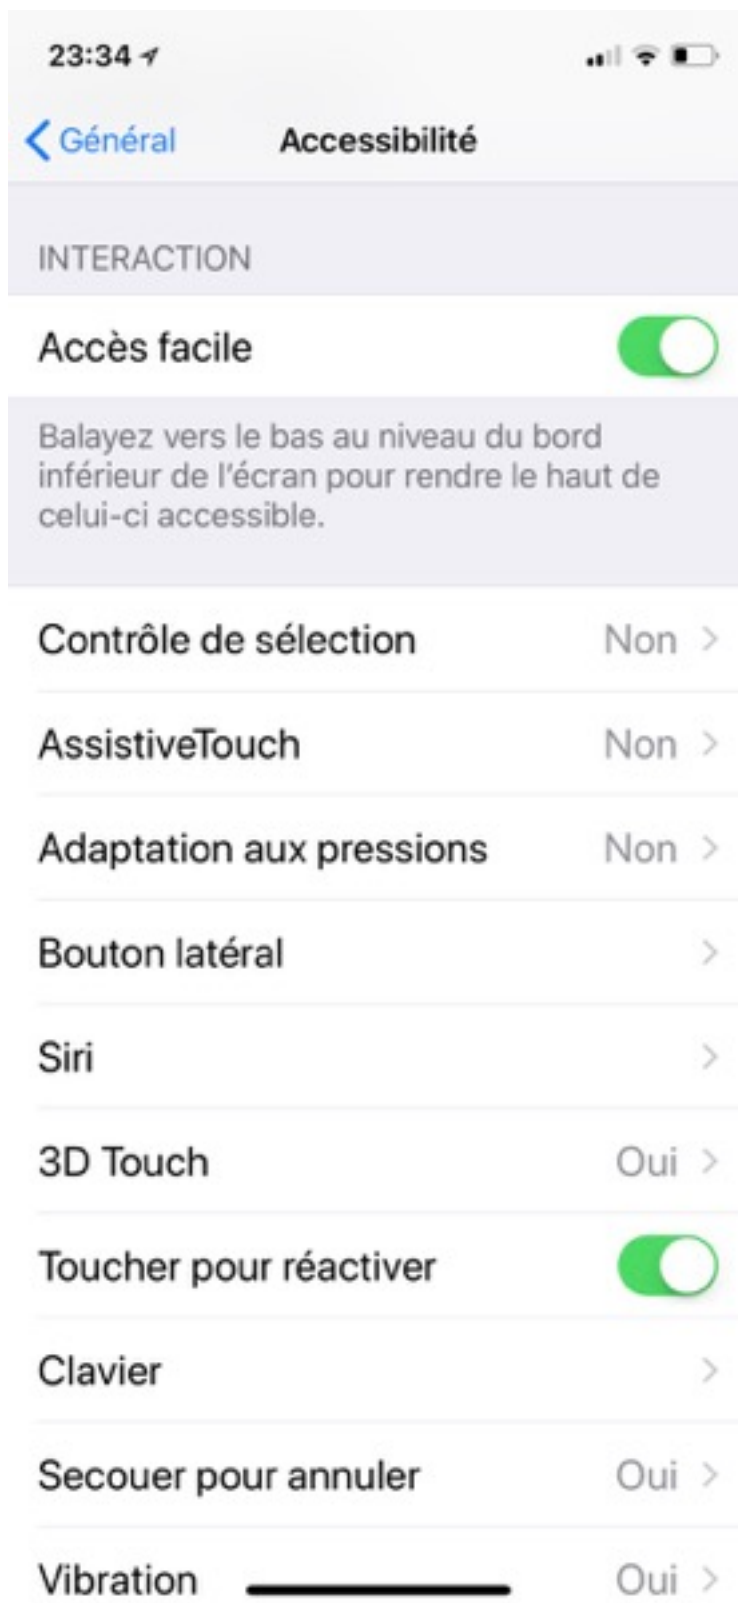 23:34
Général
Accessibilité
INTERACTION
Accès facile
Balayez vers le bas au niveau du bord
inférieur de l'écran pour rendre le haut de
celui-ci accessible.
Contrôle de sélection Non
AssistiveTouch Non
Adaptation aux pressions Non
Bouton latéral
Siri
3D Touch Oui
Toucher pour réactiver
Clavier
Secouer pour annuler Oui
Vibration Oui